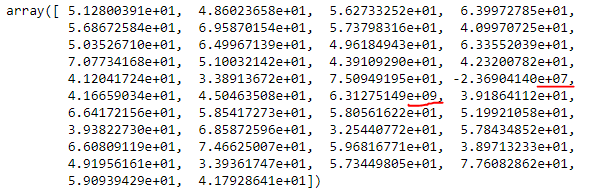 array([ 5.12800391e+01, 4.86023658e+01, 5.62733252e+01, 6.39972785e+01,
5.68672584e+01, 6.95870154e+01, 5.73798316e+01, 4.09970725e+01,
5.03526710e+01, 6.49967139e+01, 4.96184943e+01, 6.33552039e+01,
7.07734168e+01, 5.10032142e+01, 4.39109290e+01, 4.23200782e+01,
4.12041724e+01, 3.38913672e+01, 7.50949195e+01, -2.36904140e+07,
4.16659034e+01, 4.50463508e+01, 6.31275149e+09, 3.91864112e+01,
6.64172156e+01, 5.85417273e+01, 5.80561622e+01, 5.19921058e+01,
3.93822730e+01, 6.85872596e+01, 3.25440772e+01, 5.78434852e+01,
6.60809119e+01, 7.46625007e+01, 5.96816771e+01, 3.89713233e+01,
4.91956161e+01, 3.39361747e+01, 5.73449805e+01, 7.76082862e+01,
5.90939429e+01, 4.17928641e+01])